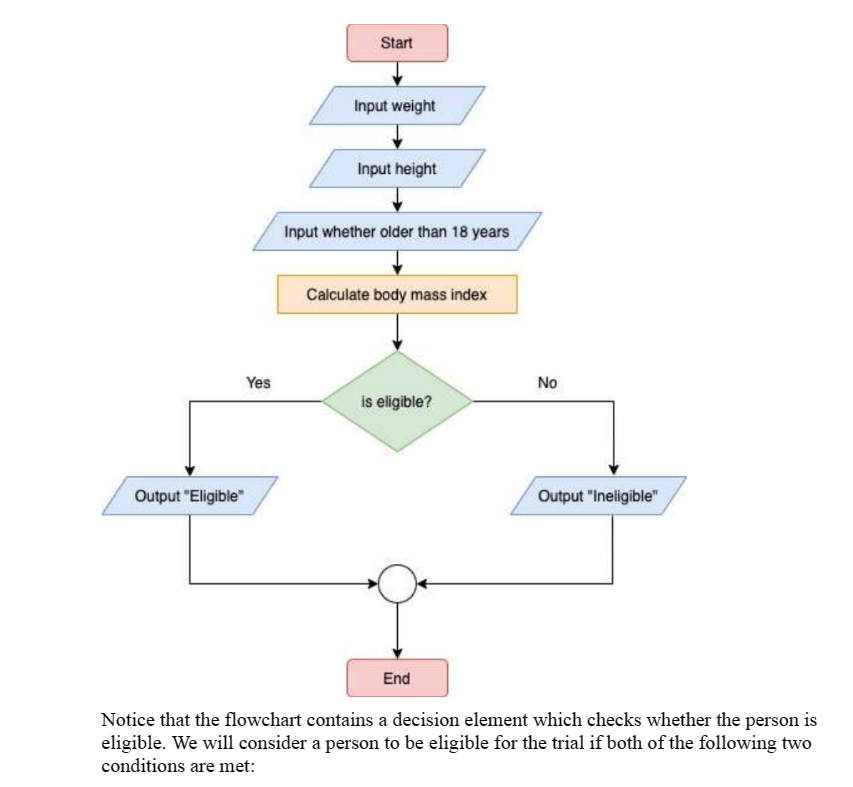 Start
Input weight
Input height
Input whether older than 18 years
Calculate body mass index
Yes
No
is eligible?
Output "Eligible"
Output "Ineligible"
End
Notice that the flowchart contains a decision element which checks whether the person is
eligible. We will consider a person to be eligible for the trial if both of the following two
conditions are met: